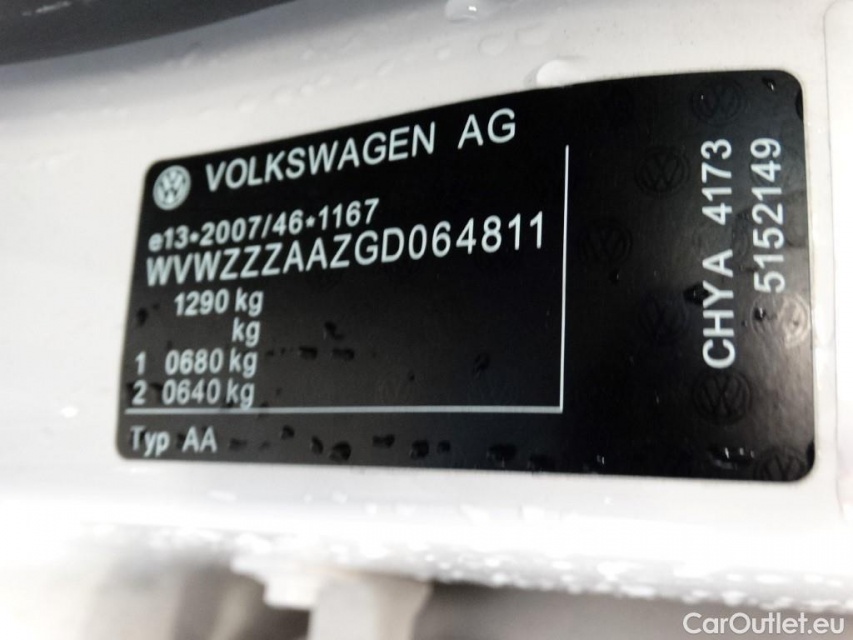 VOLKSWAGEN AG
e13*2007/46*1167
WVWZZZAAZGD064811
1290 kg
kg
1 0680 kg
2 0640 kg
Typ AA
CHYA 4173
5152149
CarOutlet.eu